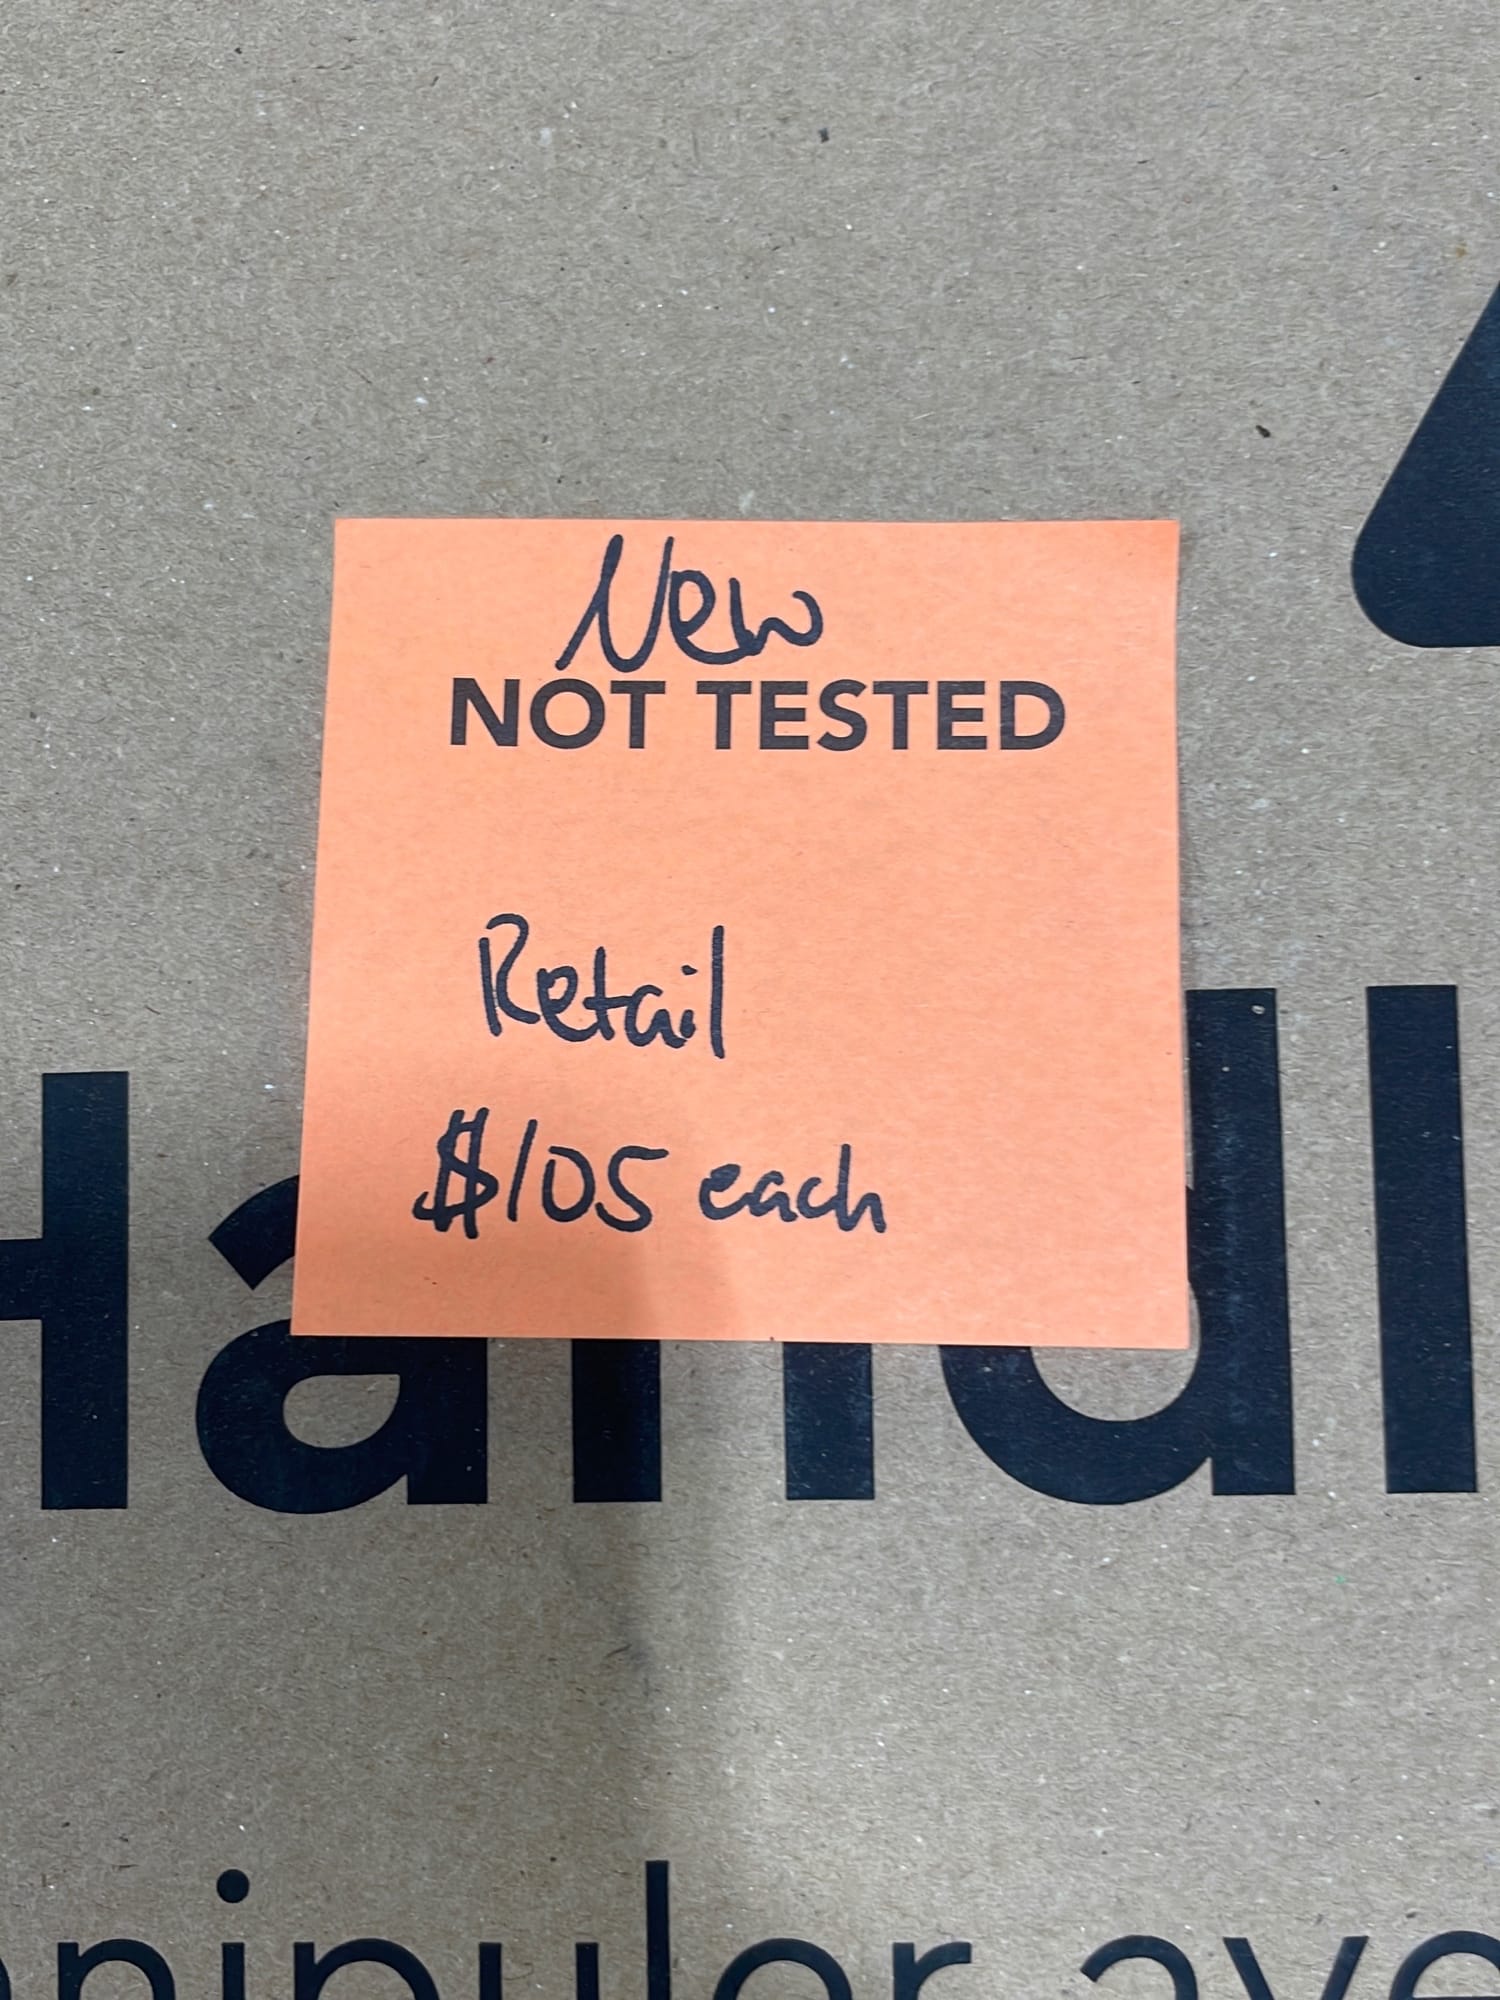 New
NOT TESTED
Retail
$105 each